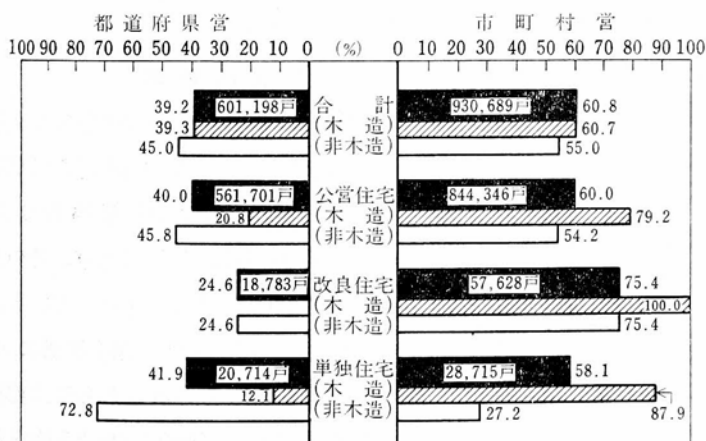 都道府県営 市町村営
100 90 80 70 60 50 40 30 20 10 0 (%) 0 10 20 30 40 50 60 70 80 90 100
39.2 601,198戸 合計 930,689戸 60.8
39.3 (木造) 60.7
45.0 (非木造) 55.0
40.0 561,701戸 公営住宅 844,346戸 60.0
20.8 (木造) 79.2
45.8 (非木造) 54.2
24.6 18,783戸 改良住宅 57,628戸 75.4
(木造) 100.0
24.6 (非木造) 75.4
41.9 20,714戸 単独住宅 28,715戸 58.1
12.1 (木造) 87.9
72.8 (非木造) 27.2